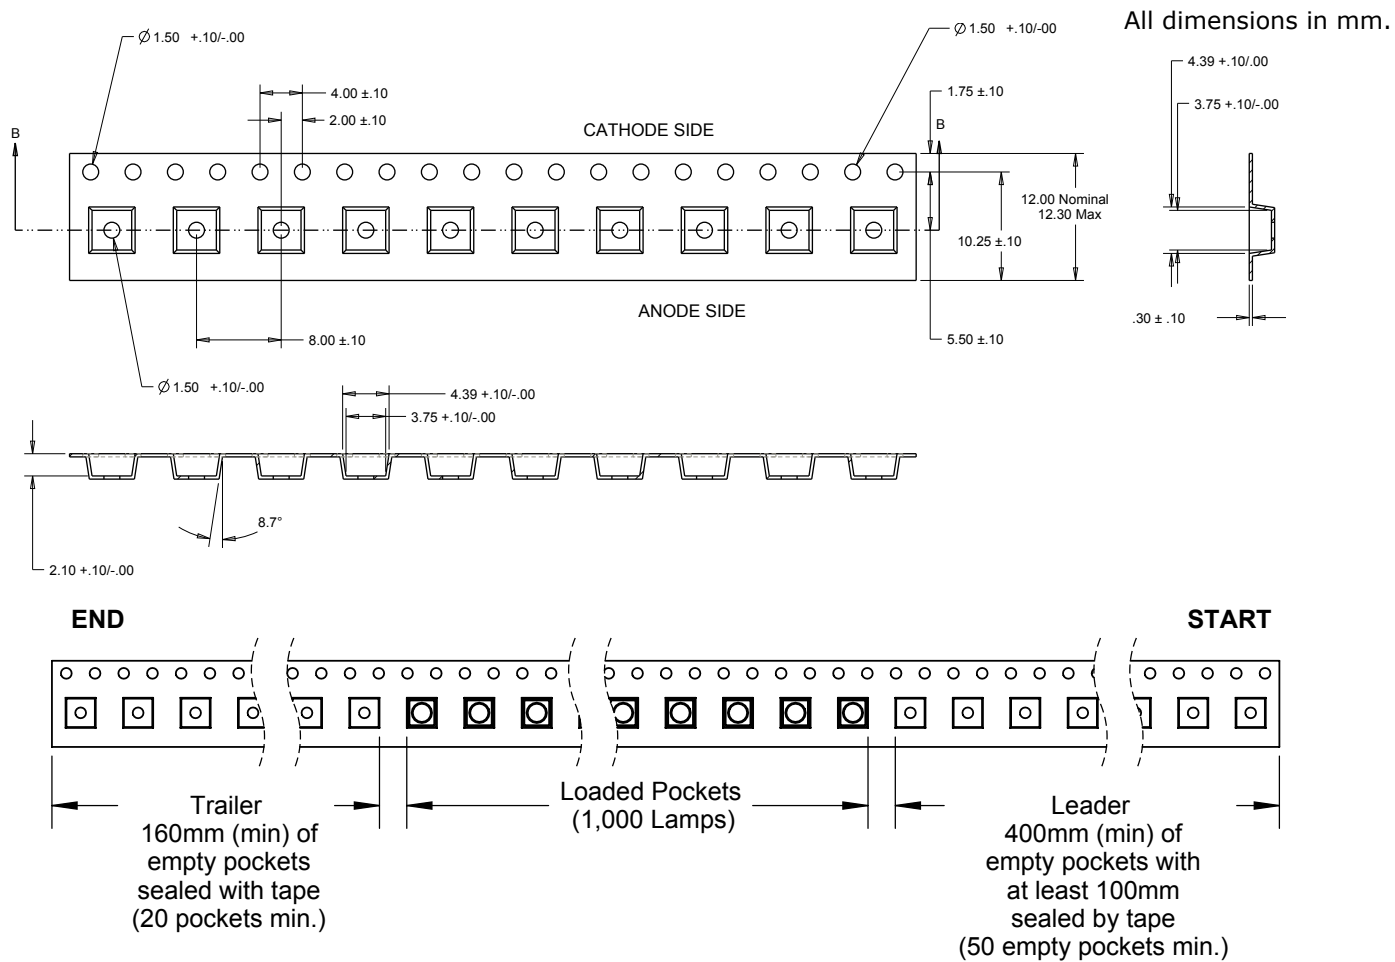 All dimensions in mm.
Ø 1.50 +.10/-.00
Ø 1.50 +.10/-00
4.39 +.10/.00
4.00 ±.10
1.75 ±.10
3.75 +.10/-.00
2.00 ±.10
CATHODE SIDE
B
B
12.00 Nominal
12.30 Max
10.25 ±.10
ANODE SIDE
.30 ± .10
8.00 ±.10
5.50 ±.10
Ø 1.50 +.10/-.00
4.39 +.10/-.00
3.75 +.10/-.00
8.7°
2.10 +.10/-.00
END
START
Trailer
160mm (min) of
empty pockets
sealed with tape
(20 pockets min.)
Loaded Pockets
(1,000 Lamps)
Leader
400mm (min) of
empty pockets with
at least 100mm
sealed by tape
(50 empty pockets min.)